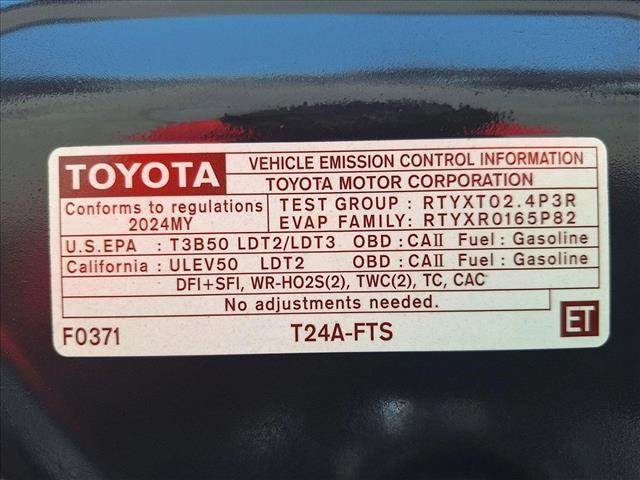 TOYOTA
VEHICLE EMISSION CONTROL INFORMATION
TOYOTA MOTOR CORPORATION
Conforms to regulations
2024MY
TEST GROUP : RTYXT02.4P3R
EVAP FAMILY: RTYXR0165P82
U.S.EPA : T3B50 LDT2/LDT3 OBD : CAII Fuel : Gasoline
California : ULEV50 LDT2 OBD : CAII Fuel : Gasoline
DFI+SFI, WR-HO2S(2), TWC(2), TC, CAC
No adjustments needed.
F0371 T24A-FTS ET